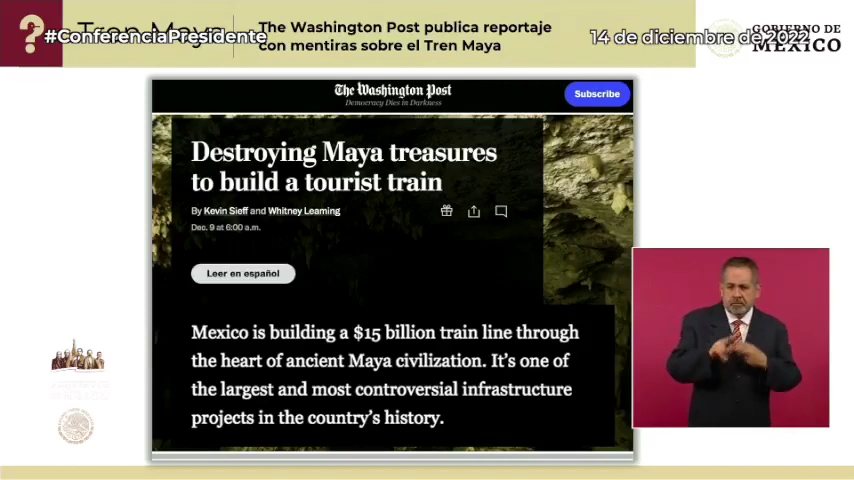 Tren Maya
#ConferenciaPresidente
The Washington Post publica reportaje
con mentiras sobre el Tren Maya
14 de diciembre de 2022
GOBIERNO DE
MÉXICO
The Washington Post
Democracy Dies in Darkness
Subscribe
Destroying Maya treasures
to build a tourist train
By Kevin Sieff and Whitney Leaming
Dec. 9 at 6:00 a.m.
Leer en español
Mexico is building a $15 billion train line through
the heart of ancient Maya civilization. It's one of
the largest and most controversial infrastructure
projects in the country's history.